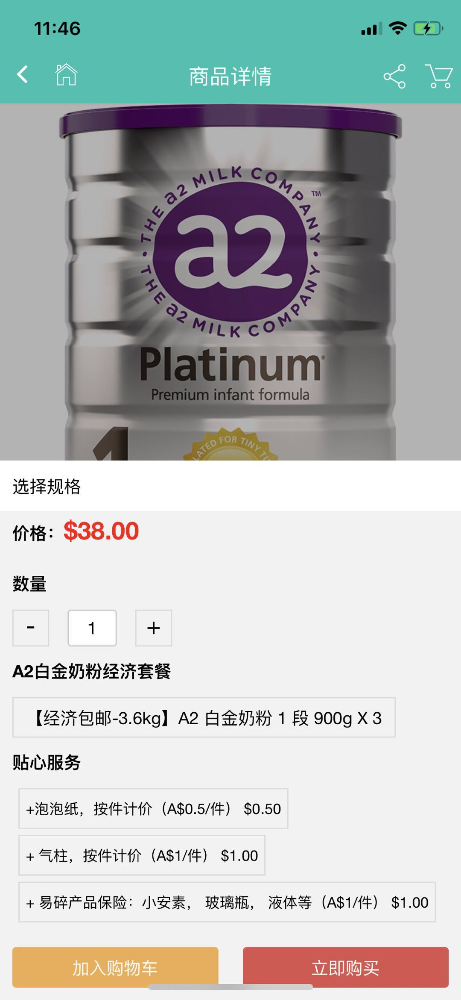 11:46
商品详情
THE a2 MILK COMPANY
TM
a2
THE a2 MILK COMPANY
Platinum®
Premium infant formula
1
LATED FOR TINY TU
选择规格
价格：$38.00
数量
- 1 +
A2白金奶粉经济套餐
【经济包邮-3.6kg】A2 白金奶粉 1 段 900g X 3
贴心服务
+泡泡纸，按件计价（A$0.5/件） $0.50
+ 气柱，按件计价（A$1/件） $1.00
+ 易碎产品保险：小安素， 玻璃瓶， 液体等（A$1/件） $1.00
加入购物车
立即购买